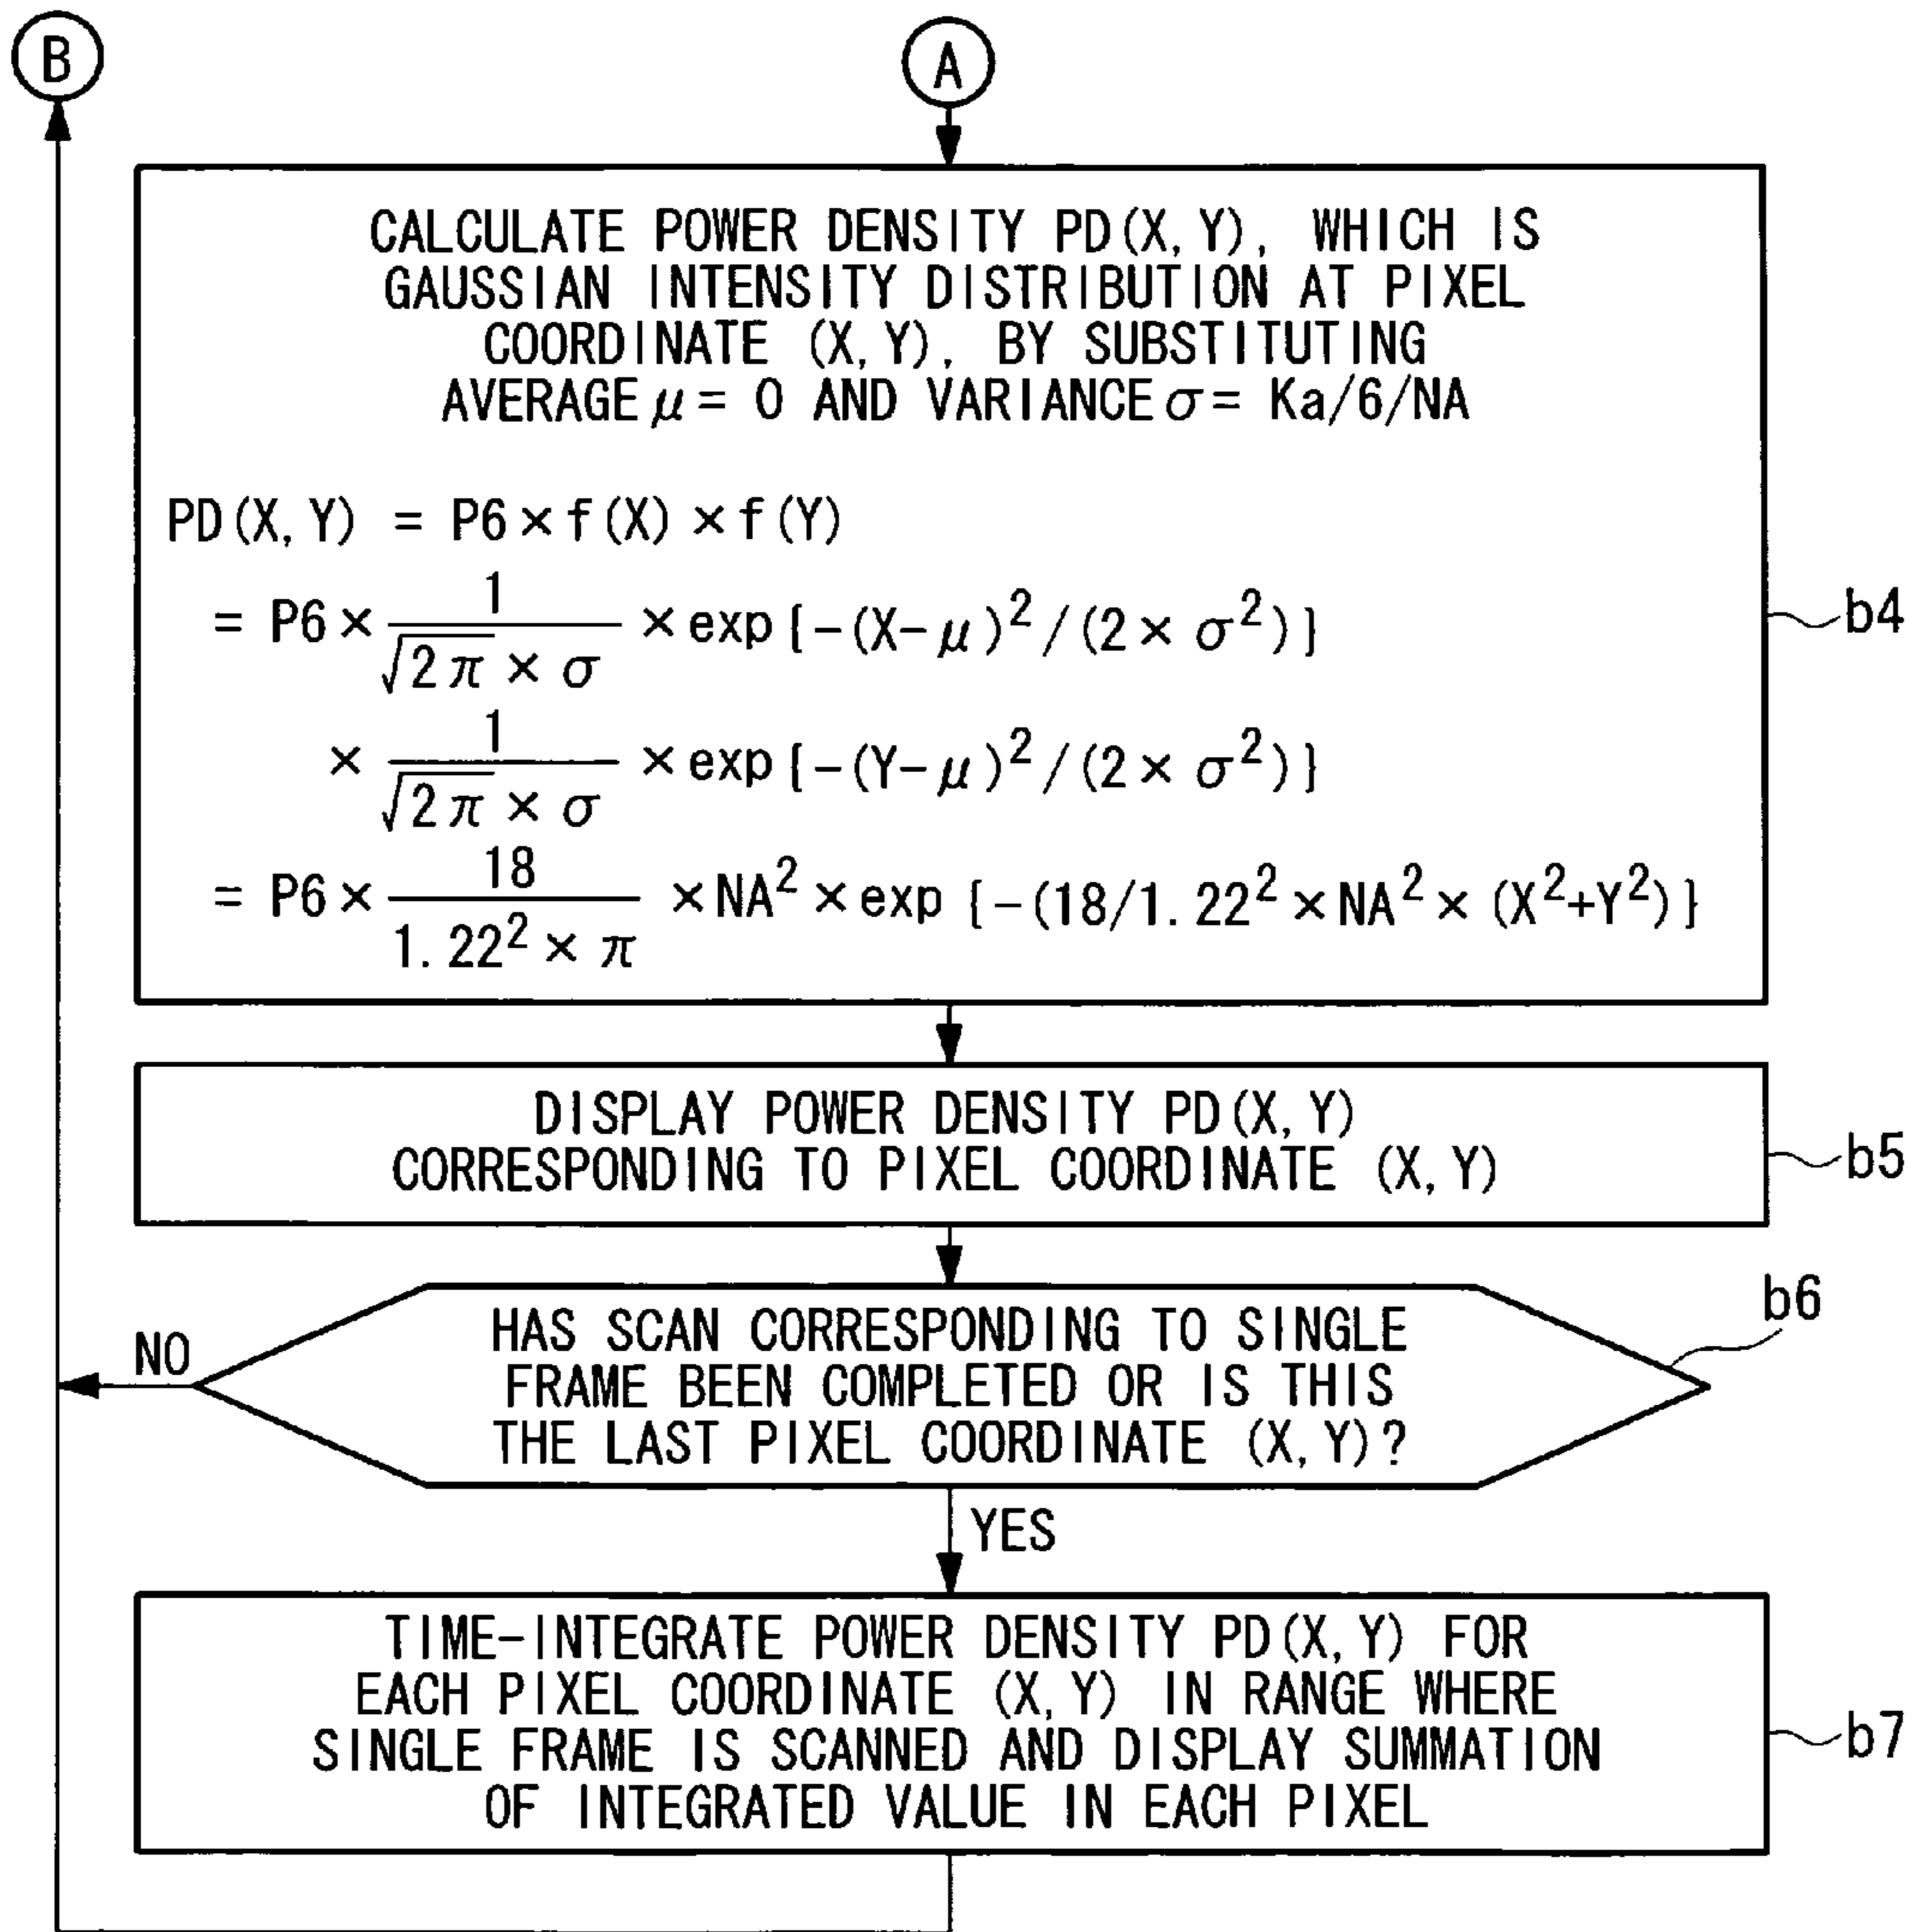 B
A
CALCULATE POWER DENSITY PD(X, Y), WHICH IS
GAUSSIAN INTENSITY DISTRIBUTION AT PIXEL
COORDINATE (X, Y), BY SUBSTITUTING
AVERAGE μ = 0 AND VARIANCE σ = Ka/6/NA
PD(X, Y) = P6 × f(X) × f(Y)
= P6 × 1/(√2π × σ) × exp{-(X-μ)²/(2× σ²)}
× 1/(√2π × σ) × exp{-(Y-μ)²/(2× σ²)}
= P6 × 18/(1.22² × π) × NA² × exp {-(18/1.22² × NA² × (X²+Y²)}
b4
DISPLAY POWER DENSITY PD(X, Y)
CORRESPONDING TO PIXEL COORDINATE (X, Y)
b5
HAS SCAN CORRESPONDING TO SINGLE
FRAME BEEN COMPLETED OR IS THIS
THE LAST PIXEL COORDINATE (X, Y)?
b6
NO
YES
TIME-INTEGRATE POWER DENSITY PD(X, Y) FOR
EACH PIXEL COORDINATE (X, Y) IN RANGE WHERE
SINGLE FRAME IS SCANNED AND DISPLAY SUMMATION
OF INTEGRATED VALUE IN EACH PIXEL
b7